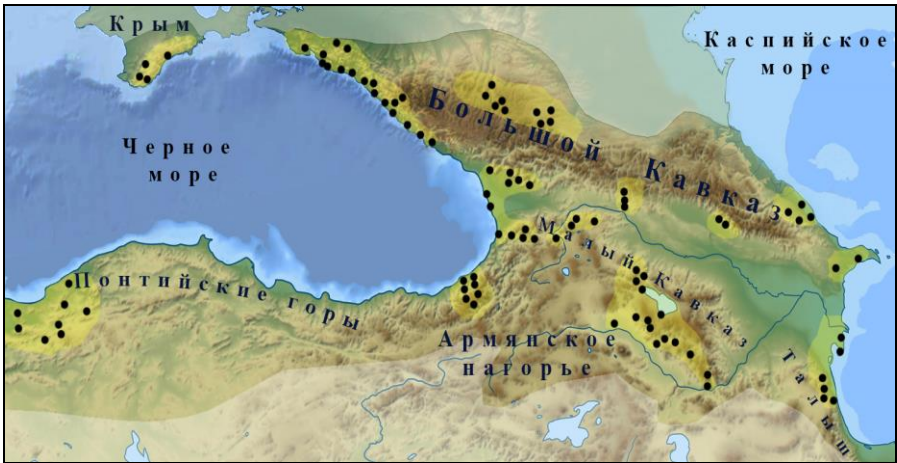 Крым
Каспийское
море
Большой Кавказ
Черное
море
Малый Кавказ
Понтийские горы
Армянское
нагорье
Талыш